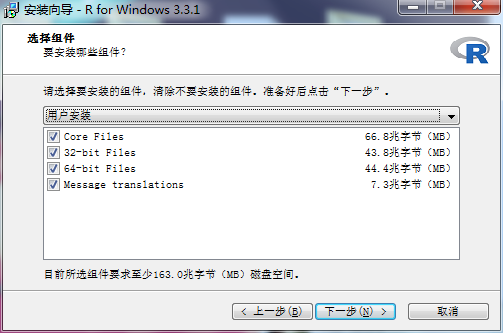 安装向导 - R for Windows 3.3.1
选择组件
要安装哪些组件?
R
请选择要安装的组件，清除不要安装的组件。准备好后点击“下一步”。
用户安装
Core Files 66.8兆字节（MB）
32-bit Files 43.8兆字节（MB）
64-bit Files 44.4兆字节（MB）
Message translations 7.3兆字节（MB）
目前所选组件要求至少163.0兆字节（MB）磁盘空间。
< 上一步(B) 下一步(N) > 取消